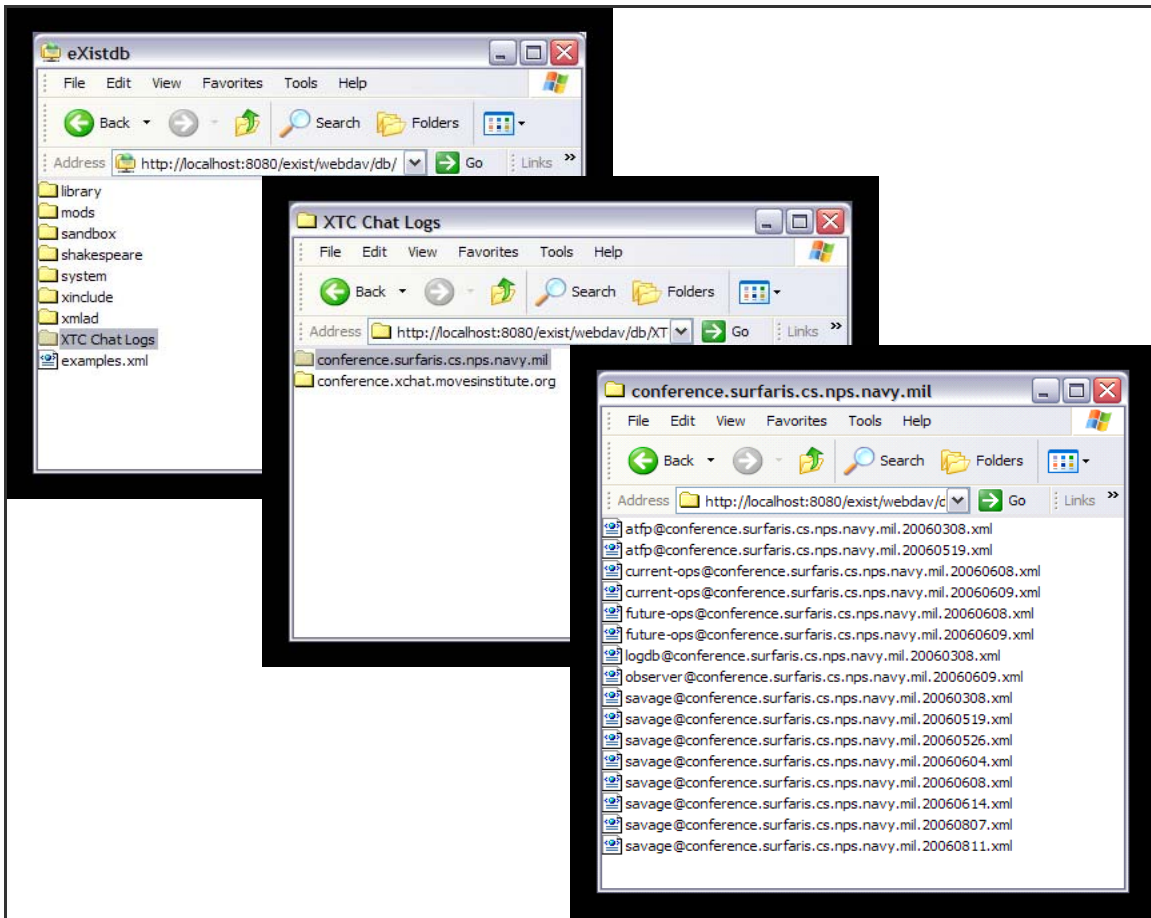 eXistdb
File Edit View Favorites Tools Help
Back Search Folders
Address http://localhost:8080/exist/webdav/db/ Go Links »
library
mods
sandbox
shakespeare
system
xinclude
xmlad
XTC Chat Logs
examples.xml
XTC Chat Logs
File Edit View Favorites Tools Help
Back Search Folders
Address http://localhost:8080/exist/webdav/db/XT Go Links »
conference.surfaris.cs.nps.navy.mil
conference.xchat.movesinstitute.org
conference.surfaris.cs.nps.navy.mil
File Edit View Favorites Tools Help
Back Search Folders
Address http://localhost:8080/exist/webdav/c Go Links »
atfp@conference.surfaris.cs.nps.navy.mil.20060308.xml
atfp@conference.surfaris.cs.nps.navy.mil.20060519.xml
current-ops@conference.surfaris.cs.nps.navy.mil.20060608.xml
current-ops@conference.surfaris.cs.nps.navy.mil.20060609.xml
future-ops@conference.surfaris.cs.nps.navy.mil.20060608.xml
future-ops@conference.surfaris.cs.nps.navy.mil.20060609.xml
logdb@conference.surfaris.cs.nps.navy.mil.20060308.xml
observer@conference.surfaris.cs.nps.navy.mil.20060609.xml
savage@conference.surfaris.cs.nps.navy.mil.20060308.xml
savage@conference.surfaris.cs.nps.navy.mil.20060519.xml
savage@conference.surfaris.cs.nps.navy.mil.20060526.xml
savage@conference.surfaris.cs.nps.navy.mil.20060604.xml
savage@conference.surfaris.cs.nps.navy.mil.20060608.xml
savage@conference.surfaris.cs.nps.navy.mil.20060614.xml
savage@conference.surfaris.cs.nps.navy.mil.20060807.xml
savage@conference.surfaris.cs.nps.navy.mil.20060811.xml